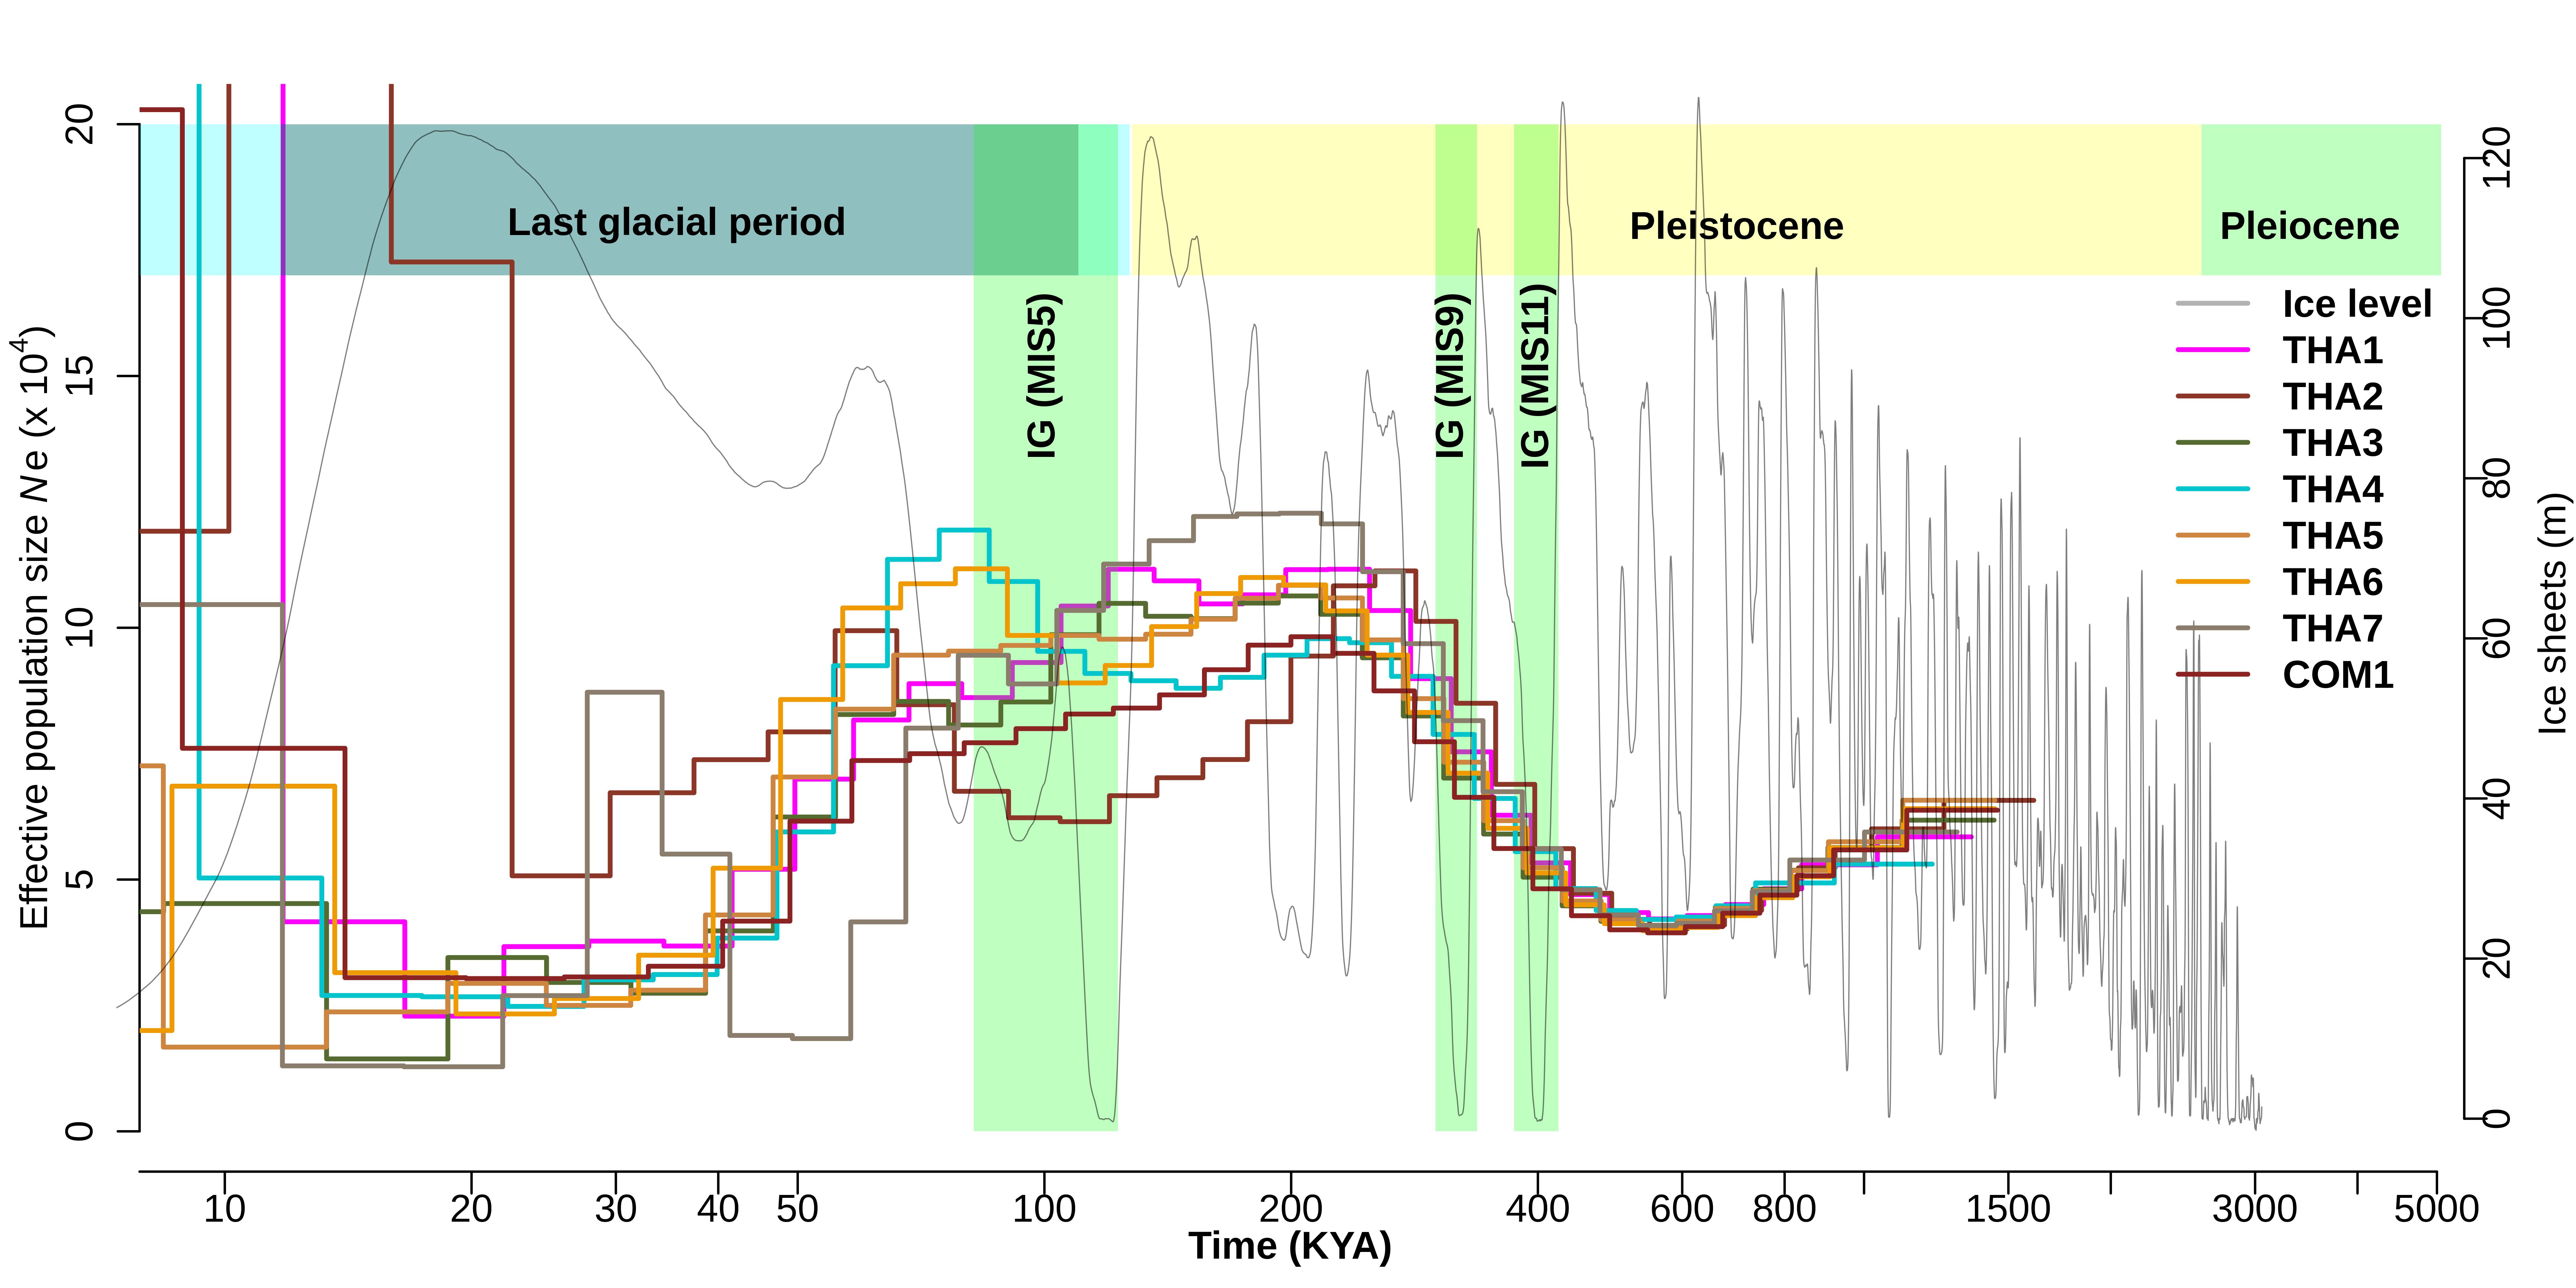 Last glacial period
Pleistocene
Pleiocene
IG (MIS5)
IG (MIS9)
IG (MIS11)
Ice level
THA1
THA2
THA3
THA4
THA5
THA6
THA7
COM1
Effective population size Ne (x 10⁴)
0
5
10
15
20
Ice sheets (m)
0
20
40
60
80
100
120
10 20 30 40 50 100 200 400 600 800 1500 3000 5000
Time (KYA)